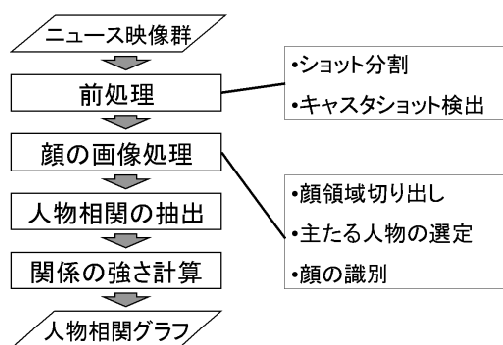 ニュース映像群
前処理
・ショット分割
・キャスタショット検出
顔の画像処理
・顔領域切り出し
・主たる人物の選定
・顔の識別
人物相関の抽出
関係の強さ計算
人物相関グラフ